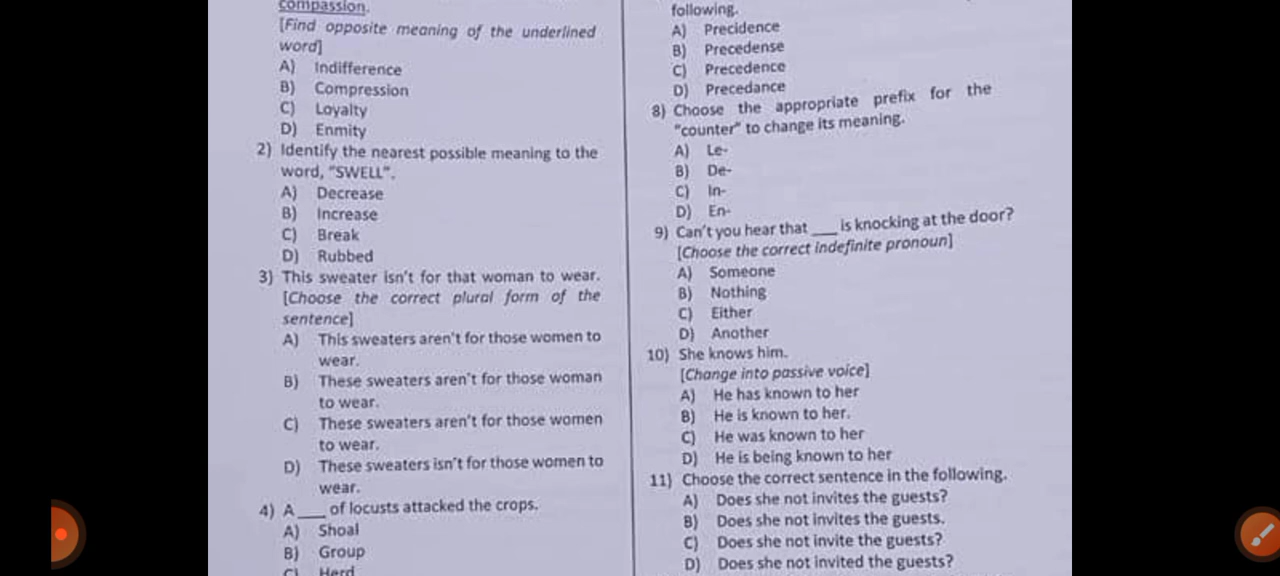 compassion.
[Find opposite meaning of the underlined
word]
A) Indifference
B) Compression
C) Loyalty
D) Enmity
2) Identify the nearest possible meaning to the
word, "SWELL".
A) Decrease
B) Increase
C) Break
D) Rubbed
3) This sweater isn't for that woman to wear.
[Choose the correct plural form of the
sentence]
A) This sweaters aren't for those women to
wear.
B) These sweaters aren't for those woman
to wear.
C) These sweaters aren't for those women
to wear.
D) These sweaters isn't for those women to
wear.
4) A ___ of locusts attacked the crops.
A) Shoal
B) Group
C) Herd
following.
A) Precidence
B) Precedense
C) Precedence
D) Precedance
8) Choose the appropriate prefix for the
"counter" to change its meaning.
A) Le-
B) De-
C) In-
D) En-
9) Can't you hear that ___ is knocking at the door?
[Choose the correct indefinite pronoun]
A) Someone
B) Nothing
C) Either
D) Another
10) She knows him.
[Change into passive voice]
A) He has known to her
B) He is known to her.
C) He was known to her
D) He is being known to her
11) Choose the correct sentence in the following.
A) Does she not invites the guests?
B) Does she not invites the guests.
C) Does she not invite the guests?
D) Does she not invited the guests?